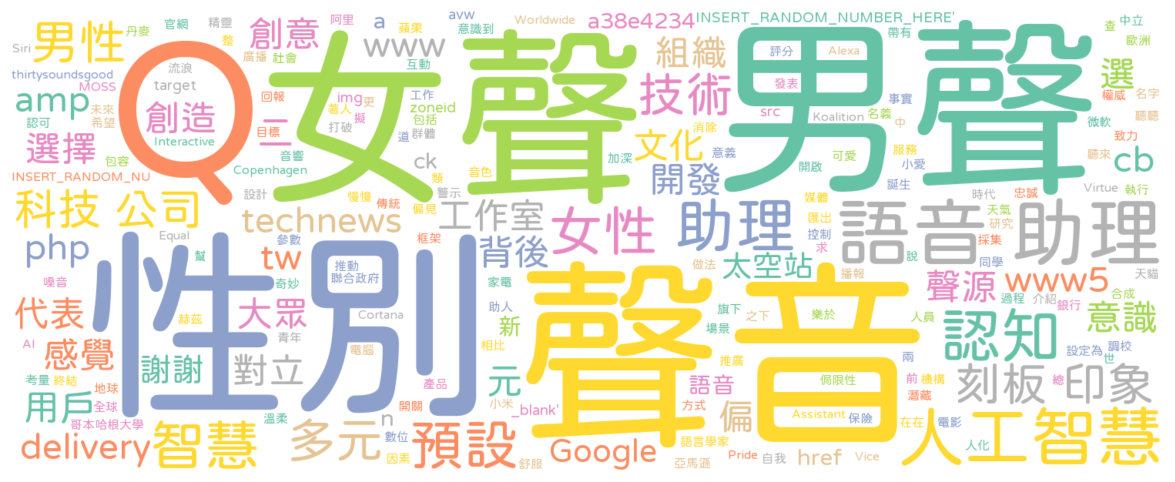 男性
丹麥
官網
精靈
阿里
蘋果
a
avw
意識到
Worldwide
a38e4234
INSERT_RANDOM_NUMBER_HERE'
帶有
查
中立
歐洲
Siri
整
創意
廣播
社會
www
互動
組織
評分
Alexa
選
thirtysoundsgood
MOSS
流浪
target
Q
女聲
男聲
技術
發表
事實
權威
名字
amp
未來
希望
認可
創造
回報
img
更
著人
擬
工作
zoneid
包括
src
Koalition
名義
中
微軟
二
目標
打破
道
群體
消除
致力
聽聽
選擇
包容
Interactive
音響
ck
音色
加深
文化
意義
開啟
可愛
服務
小愛
聽來
cb
INSERT_RANDOM_NU
Copenhagen
類
警示
開發
誕生
時代
忠誠
Virtue
執行
科技 公司
設計
慢慢
傳統
偏見
媒體
匯出
天氣
研究
technews
工作室
女性
助理
語音 助理
控制
求
採集
php
Equal
參數
框架
背後
太空站
做法
說
同學
幫
tw
推動
聯合政府
播報
聲源
www5
天貓
噪音
奇妙
家電
助人
旗下
場景
之下
樂於
人員
過程
介紹
銀行
合成
代表
赫茲
大眾
Cortana
性別
聲音
新
相比
推廣
兩
認知
意識
設定為
調校
世
AI
感覺
青年
電腦
考量
終結
地球
謝謝
對立
產品
元
小米
語音
侷限性
前
機構
潛藏
刻板 印象
總
用戶
全球
哥本哈根大學
溫柔
n
開關
_blank'
方式
偏
Assistant
保險
在在
電影
delivery
智慧
多元
數位
因素
預設
舒服
Google
語言學家
亞馬遜
Pride
自我
href
Vice
人化
人工智慧